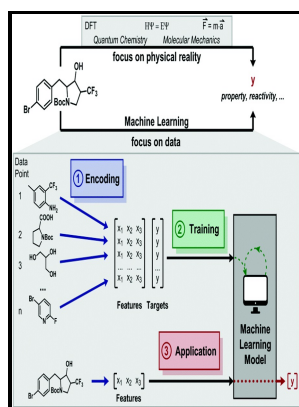 DFT HΨ = EΨ F = m a
Quantum Chemistry Molecular Mechanics
focus on physical reality
OH
CF₃
BocN
Br
y
property, reactivity, ...
Machine Learning
focus on data
Data
Point
① Encoding
1
CF₃
NH₂
2
COOH
NBoc
3
HO
OH
OH
...
n
Br
N
F
x₁ x₂ x₃ y
x₁ x₂ x₃ y
x₁ x₂ x₃ y
... ... ... ...
x₁ x₂ x₃ y
Features Targets
② Training
Machine
Learning
Model
③ Application
OH
CF₃
BocN
Br
[x₁ x₂ x₃]
Features
[y]